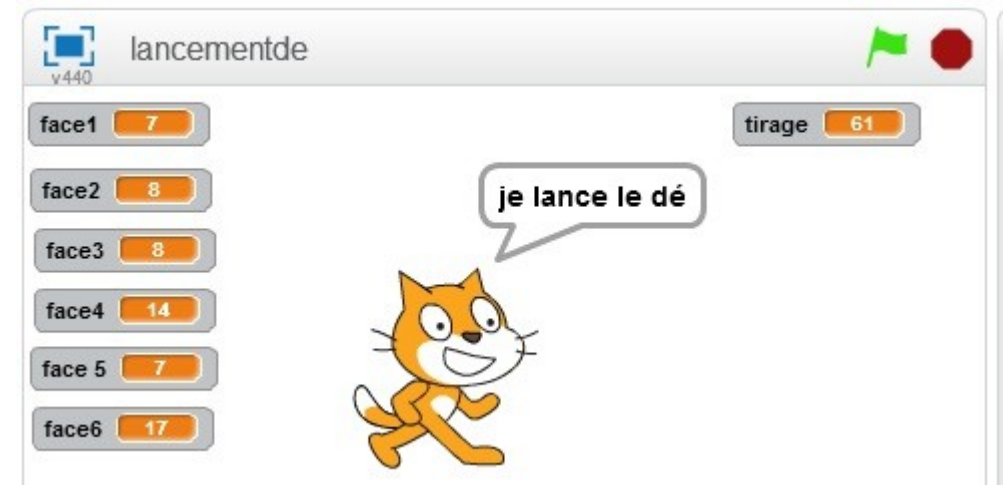 lancementde
v440
face1 7
tirage 61
face2 8
je lance le dé
face3 8
face4 14
face 5 7
face6 17